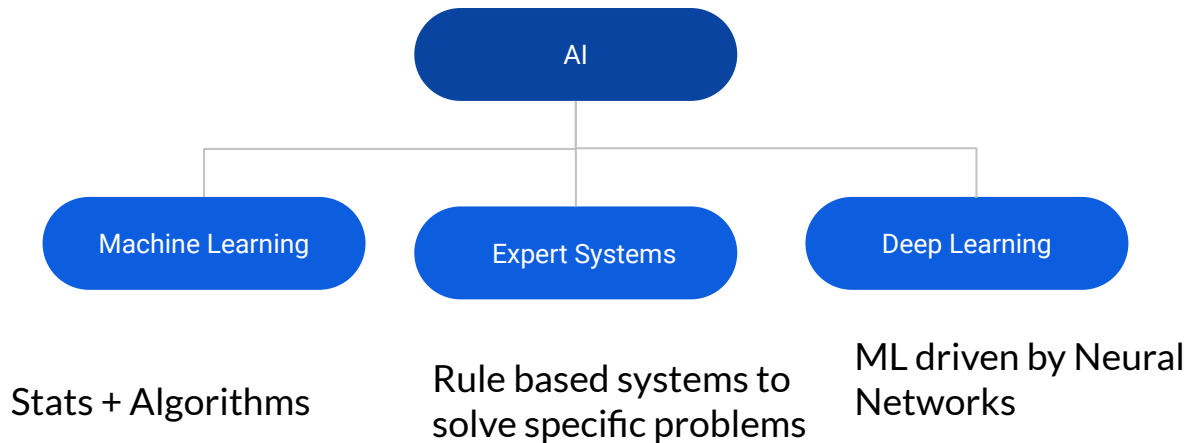 AI
Machine Learning
Expert Systems
Deep Learning
Stats + Algorithms
Rule based systems to
solve specific problems
ML driven by Neural
Networks